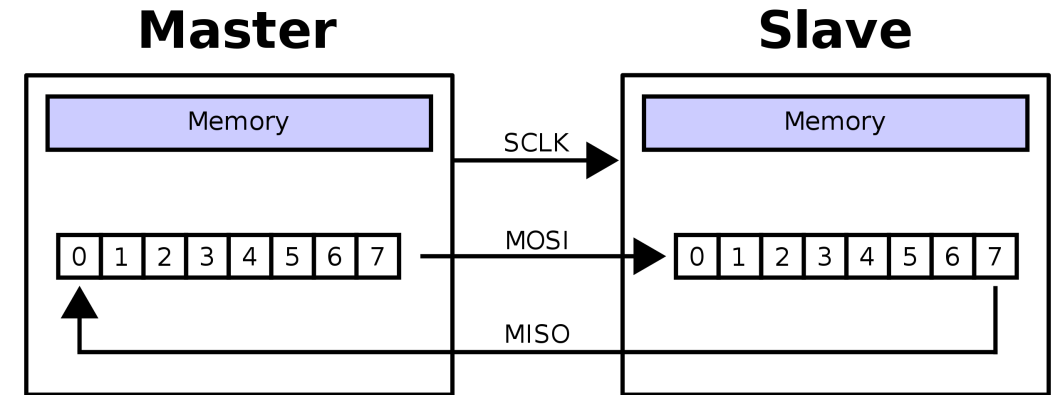 Master
Slave
Memory
Memory
SCLK
0 1 2 3 4 5 6 7
MOSI
0 1 2 3 4 5 6 7
MISO